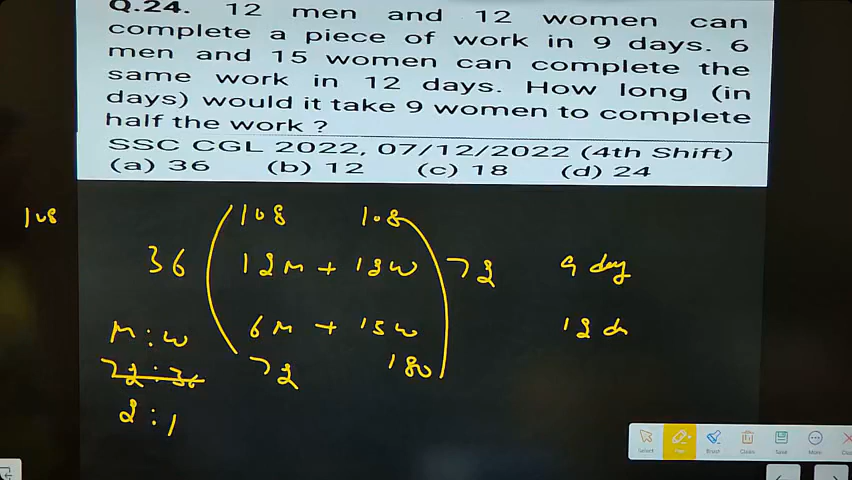 Q.24. 12 men and 12 women can
complete a piece of work in 9 days. 6
men and 15 women can complete the
same work in 12 days. How long (in
days) would it take 9 women to complete
half the work ?
SSC CGL 2022, 07/12/2022 (4th Shift)
(a) 36 (b) 12 (c) 18 (d) 24
108 108 108
36 12M + 12W 72 9 day
M : W 6M + 15W 12 d
72 : 36 72 180
2 : 1
Select Pen Brush Clean Save More Close